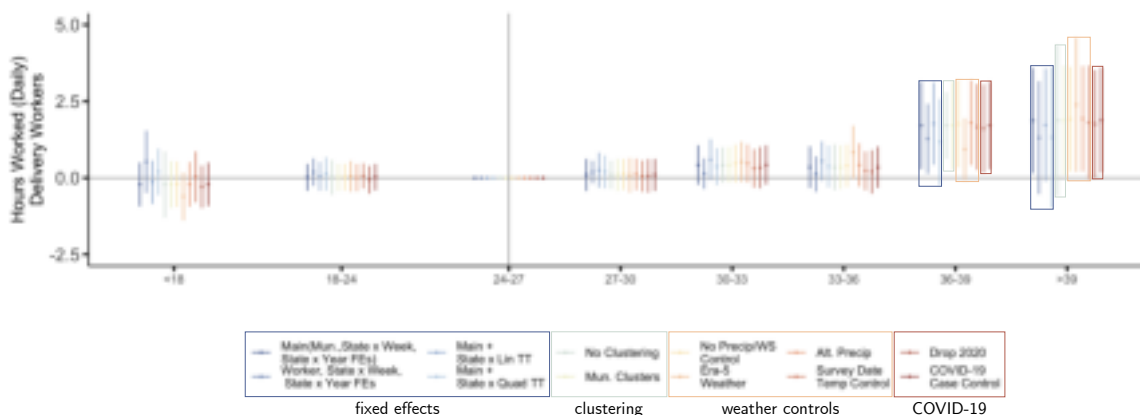 Hours Worked (Daily)
Delivery Workers
5.0
2.5
0.0
-2.5
<18
18-24
24-27
27-30
30-33
33-36
36-39
>39
Main(Mun.,State x Week,
State x Year FEs)
Worker, State x Week,
State x Year FEs
Main +
State x Lin TT
Main +
State x Quad TT
No Clustering
Mun. Clusters
No Precip/WS
Control
Era-5
Weather
Alt. Precip
Survey Date
Temp Control
Drop 2020
COVID-19
Case Control
fixed effects
clustering
weather controls
COVID-19